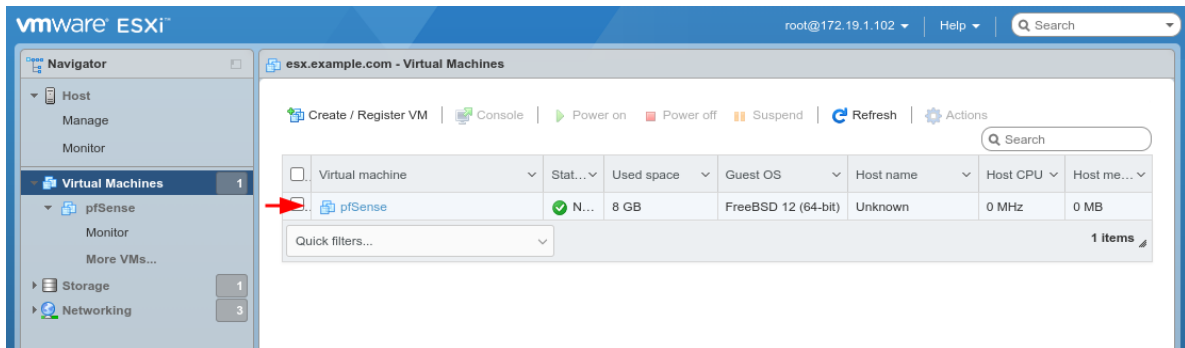 vmware ESXi™
root@172.19.1.102
Help
Search
Navigator
Host
Manage
Monitor
Virtual Machines 1
pfSense
Monitor
More VMs...
Storage 1
Networking 3
esx.example.com - Virtual Machines
Create / Register VM Console Power on Power off Suspend Refresh Actions
Search
Virtual machine Stat... Used space Guest OS Host name Host CPU Host me...
pfSense N... 8 GB FreeBSD 12 (64-bit) Unknown 0 MHz 0 MB
Quick filters... 1 items